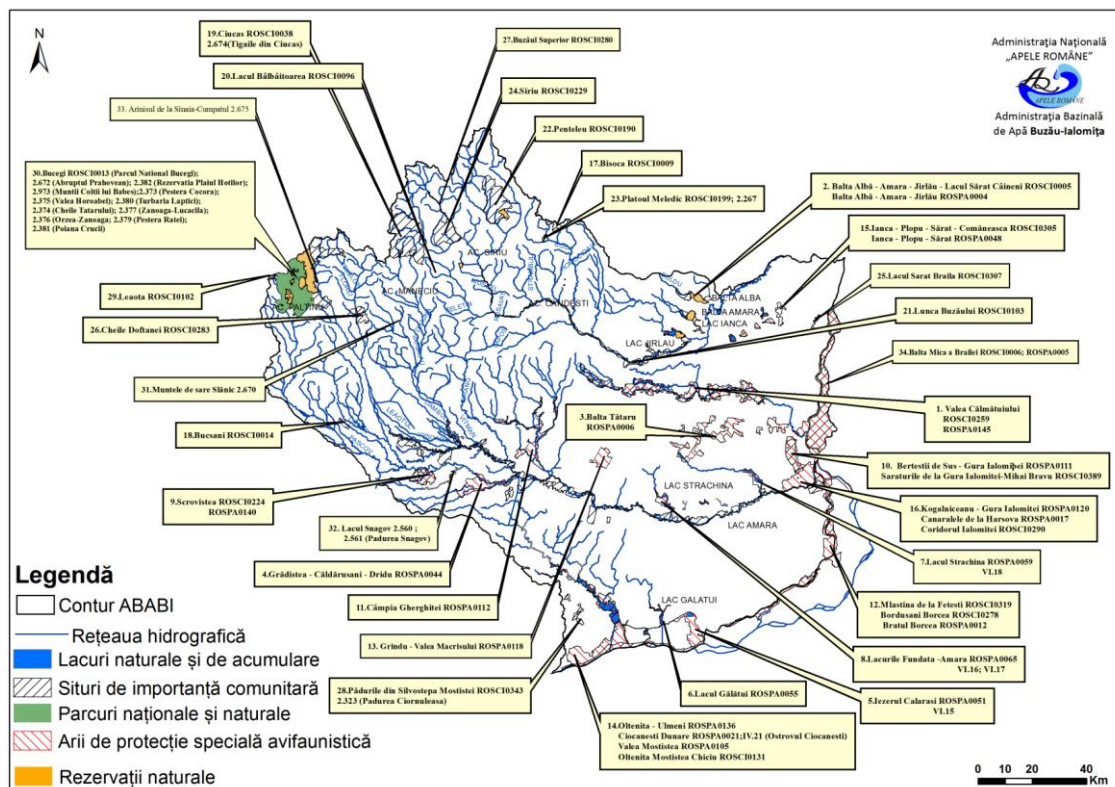 19.Ciucas ROSCI0038
2.674(Tigaile din Ciucas)
27.Buzăul Superior ROSCI0280
Administrația Națională
„APELE ROMÂNE”
APELE ROMÂNE
Administrația Bazinală
de Apă Buzău-Ialomița
N
20.Lacul Bâlbâitoarea ROSCI0096
24.Siriu ROSCI0229
33. Arinisul de la Sinaia-Cumpatul 2.675
22.Penteleu ROSCI0190
17.Bisoca ROSCI0009
30.Bucegi ROSCI0013 (Parcul National Bucegi);
2.672 (Abruptul Prahovean); 2.382 (Rezervatia Plaiul Hotilor);
2.973 (Muntii Coltii lui Babes);2.373 (Pestera Cocora);
2.375 (Valea Horoabei); 2.380 (Turbaria Laptici);
2.374 (Cheile Tatarului); 2.377 (Zanoaga-Lucacila);
2.376 (Orzea-Zanoaga; 2.379 (Pestera Ratei);
2.381 (Poiana Crucii)
23.Platoul Meledic ROSCI0199; 2.267
2. Balta Albă - Amara - Jirlău - Lacul Sărat Câineni ROSCI0005
Balta Albă - Amara - Jirlău ROSPA0004
15.Ianca - Plopu - Sărat - Comăneasca ROSCI0305
Ianca - Plopu - Sărat ROSPA0048
AC. SIRIU
25.Lacul Sarat Braila ROSCI0307
29.Leaota ROSCI0102
AC. MANECIU
AC. CANDESTI
BALTA ALBA
BALTA AMARA
LAC IANCA
21.Lunca Buzăului ROSCI0103
26.Cheile Doftanei ROSCI0283
LAC JIRLAU
34.Balta Mica a Brailei ROSCI0006; ROSPA0005
31.Muntele de sare Slănic 2.670
1. Valea Călmătuiului
ROSCI0259
ROSPA0145
3.Balta Tătaru
ROSPA0006
18.Bucsani ROSCI0014
10. Bertestii de Sus - Gura Ialomiței ROSPA0111
Saraturile de la Gura Ialomitei-Mihai Bravu ROSCI0389
9.Scrovistea ROSCI0224
ROSPA0140
LAC STRACHINA
16.Kogalniceanu - Gura Ialomitei ROSPA0120
Canaralele de la Harsova ROSPA0017
Coridorul Ialomitei ROSCI0290
32. Lacul Snagov 2.560 ;
2.561 (Padurea Snagov)
LAC AMARA
7.Lacul Strachina ROSPA0059
VI.18
4.Grădistea - Căldărusani - Dridu ROSPA0044
11.Câmpia Gherghitei ROSPA0112
LAC GALATUI
12.Mlastina de la Fetesti ROSCI0319
Bordusani Borcea ROSCI0278
Bratul Borcea ROSPA0012
13. Grindu - Valea Macrisului ROSPA0118
8.Lacurile Fundata -Amara ROSPA0065
VI.16; VI.17
28.Pădurile din Silvostepa Mostistei ROSCI0343
2.323 (Padurea Ciornuleasa)
6.Lacul Gălătui ROSPA0055
5.Iezerul Calarasi ROSPA0051
VI.15
14.Oltenita - Ulmeni ROSPA0136
Ciocanesti Dunare ROSPA0021;IV.21 (Ostrovul Ciocanesti)
Valea Mostistea ROSPA0105
Oltenita Mostistea Chiciu ROSCI0131
Legendă
Contur ABABI
Rețeaua hidrografică
Lacuri naturale și de acumulare
Situri de importanță comunitară
Parcuri naționale și naturale
Arii de protecție specială avifaunistică
Rezervații naturale
0 10 20 40
Km